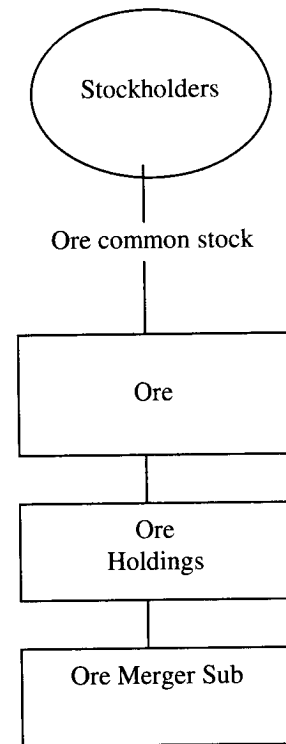 Stockholders
Ore common stock
Ore
Ore
Holdings
Ore Merger Sub